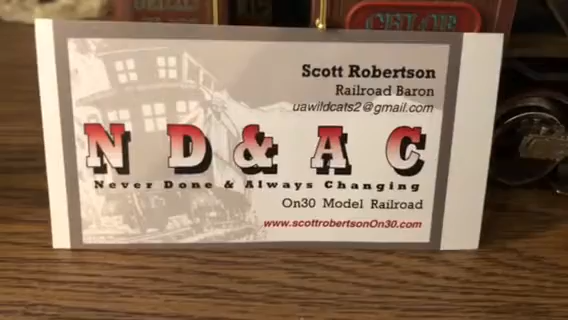 Scott Robertson
Railroad Baron
uawildcats2@gmail.com
N D & A C
Never Done & Always Changing
On30 Model Railroad
www.scottrobertsonOn30.com